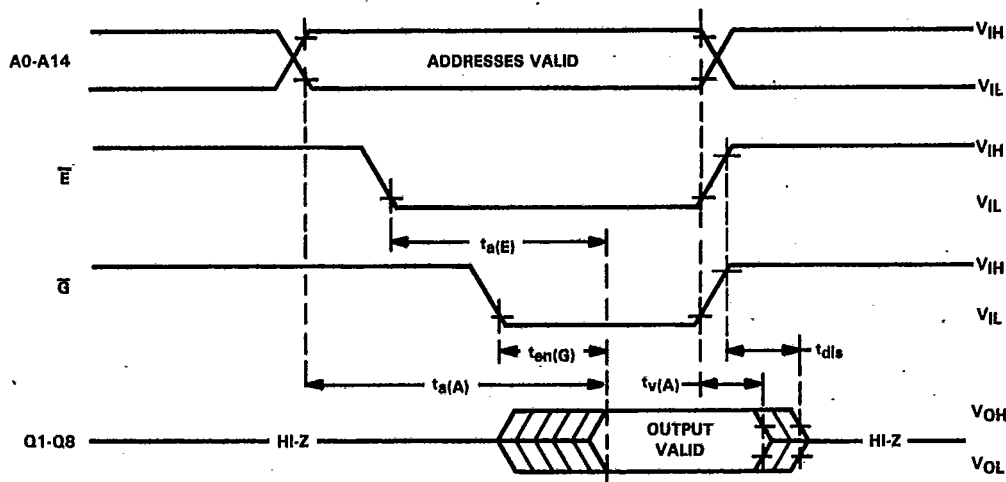 VIH
A0-A14 ADDRESSES VALID
VIL
VIH
E
VIL
ta(E)
VIH
G
VIL
ten(G) tdis
ta(A) tv(A)
VOH
Q1-Q8 HI-Z OUTPUT VALID HI-Z
VOL